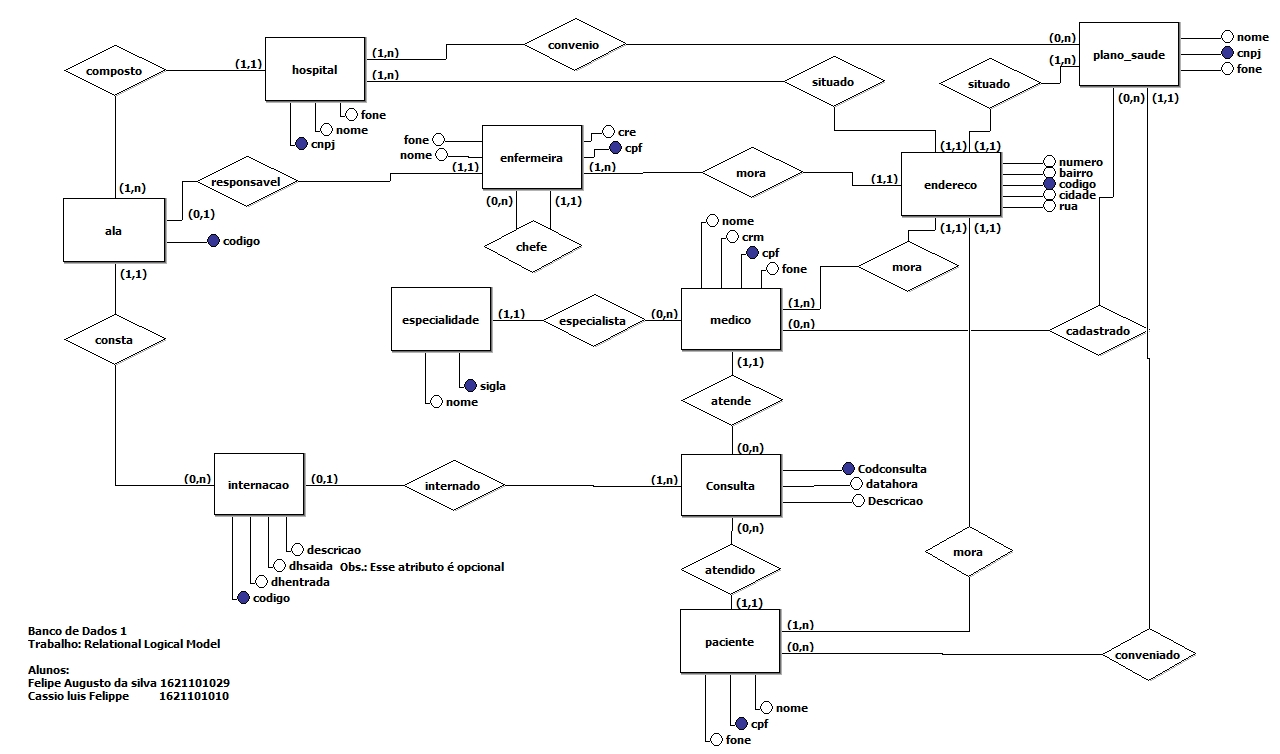 convenio
(0,n)
plano_saude
nome
cnpj
fone
composto
(1,1)
hospital
(1,n)
(1,n)
situado
situado
(1,n)
(0,n)
(1,1)
fone
nome
cnpj
fone
nome
(1,1)
enfermeira
cre
cpf
(1,n)
mora
(1,1)
(1,1)
(1,1)
endereco
numero
bairro
codigo
cidade
rua
(1,n)
responsavel
(0,1)
(0,n)
(1,1)
chefe
ala
codigo
(1,1)
nome
crm
cpf
fone
(1,1)
(1,1)
mora
especialidade
(1,1)
especialista
(0,n)
medico
(1,n)
(0,n)
cadastrado
consta
sigla
nome
(1,1)
atende
(0,n)
(0,n)
internacao
(0,1)
internado
(1,n)
Consulta
Codconsulta
datahora
Descricao
(0,n)
descricao
dhsaida Obs.: Esse atributo é opcional
dhentrada
codigo
atendido
mora
(1,1)
paciente
(1,n)
(0,n)
conveniado
nome
cpf
fone
Banco de Dados 1
Trabalho: Relational Logical Model
Alunos:
Felipe Augusto da silva 1621101029
Cassio luis Felippe 1621101010